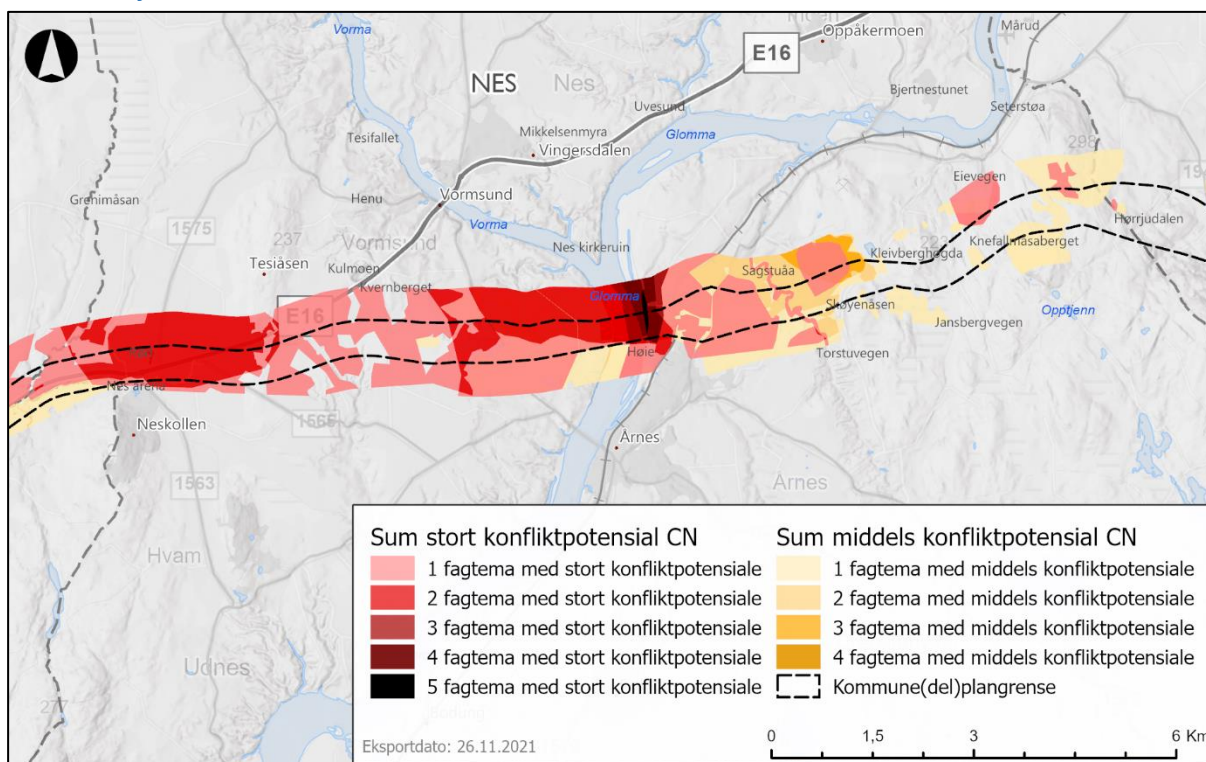 Vorma
Oppåkermoen
Mårud
E16
NES
Nes
Bjertnestunet
Uvesund
Seterstøa
Tesifallet
Mikkelsenmyra
Glomma
Vingersdalen
298
Eievegen
Grenimåsan
Henu
Vormsund
1575
Vorma
Hørrjudalen
237
Vormsund
Nes kirkeruin
Kleivberghøgda
Knefallmåsaberget
Tesiåsen
Kulmoen
Sagstuåa
Kvernberget
Glomma
E16
Skøyenåsen
Jansbergvegen
Opptjenn
Høie
Torstuvegen
Nes arena
Neskollen
1565
Årnes
1563
Årnes
Hvam
Udnes
277
Sum stort konfliktpotensial CN
1 fagtema med stort konfliktpotensiale
2 fagtema med stort konfliktpotensiale
3 fagtema med stort konfliktpotensiale
4 fagtema med stort konfliktpotensiale
5 fagtema med stort konfliktpotensiale
Sum middels konfliktpotensial CN
1 fagtema med middels konfliktpotensiale
2 fagtema med middels konfliktpotensiale
3 fagtema med middels konfliktpotensiale
4 fagtema med middels konfliktpotensiale
Kommune(del)plangrense
Eksportdato: 26.11.2021
0 1,5 3 6 Km